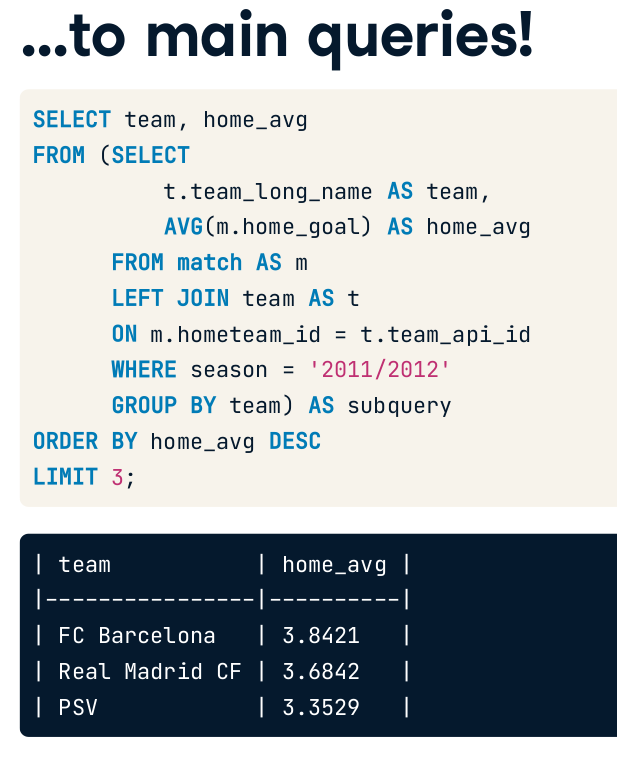 ...to main queries!
SELECT team, home_avg
FROM (SELECT
t.team_long_name AS team,
AVG(m.home_goal) AS home_avg
FROM match AS m
LEFT JOIN team AS t
ON m.hometeam_id = t.team_api_id
WHERE season = '2011/2012'
GROUP BY team) AS subquery
ORDER BY home_avg DESC
LIMIT 3;
| team           | home_avg |
|----------------|----------|
| FC Barcelona   | 3.8421   |
| Real Madrid CF | 3.6842   |
| PSV            | 3.3529   |